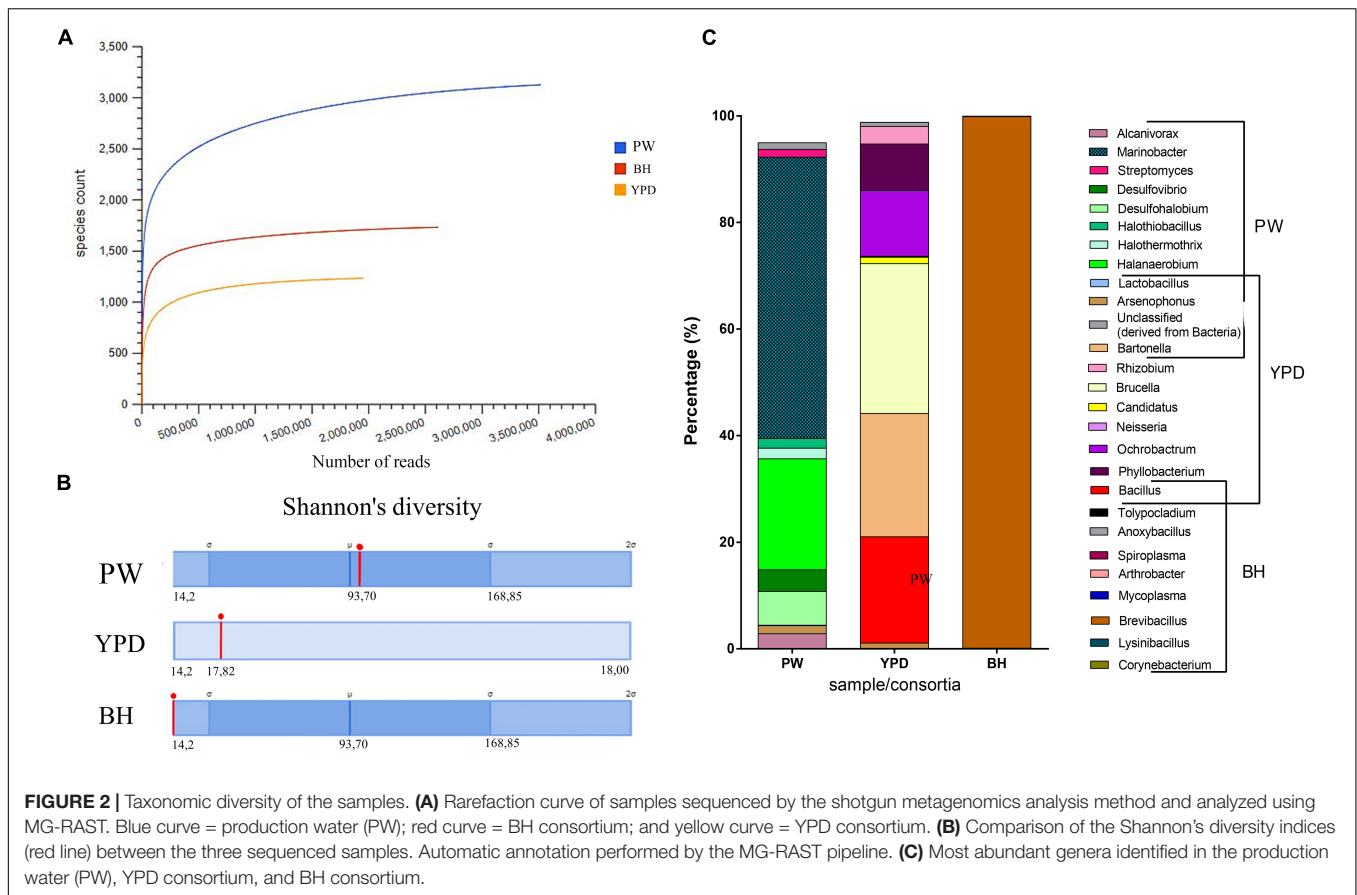 A
3,500
3,000
2,500
2,000
1,500
1,000
500
0
species count
0
500,000
1,000,000
1,500,000
2,000,000
2,500,000
3,000,000
3,500,000
4,000,000
Number of reads
PW
BH
YPD
B
Shannon's diversity
PW
σ
μ
σ
2σ
14,2
93,70
168,85
YPD
14,2
17,82
18,00
BH
σ
μ
σ
2σ
14,2
93,70
168,85
C
100
80
60
40
20
0
Percentage (%)
PW
PW
YPD
BH
sample/consortia
Alcanivorax
Marinobacter
Streptomyces
Desulfovibrio
Desulfohalobium
Halothiobacillus
Halothermothrix
Halanaerobium
Lactobacillus
Arsenophonus
Unclassified
(derived from Bacteria)
Bartonella
Rhizobium
Brucella
Candidatus
Neisseria
Ochrobactrum
Phyllobacterium
Bacillus
Tolypocladium
Anoxybacillus
Spiroplasma
Arthrobacter
Mycoplasma
Brevibacillus
Lysinibacillus
Corynebacterium
PW
YPD
BH
FIGURE 2 | Taxonomic diversity of the samples. (A) Rarefaction curve of samples sequenced by the shotgun metagenomics analysis method and analyzed using
MG-RAST. Blue curve = production water (PW); red curve = BH consortium; and yellow curve = YPD consortium. (B) Comparison of the Shannon's diversity indices
(red line) between the three sequenced samples. Automatic annotation performed by the MG-RAST pipeline. (C) Most abundant genera identified in the production
water (PW), YPD consortium, and BH consortium.